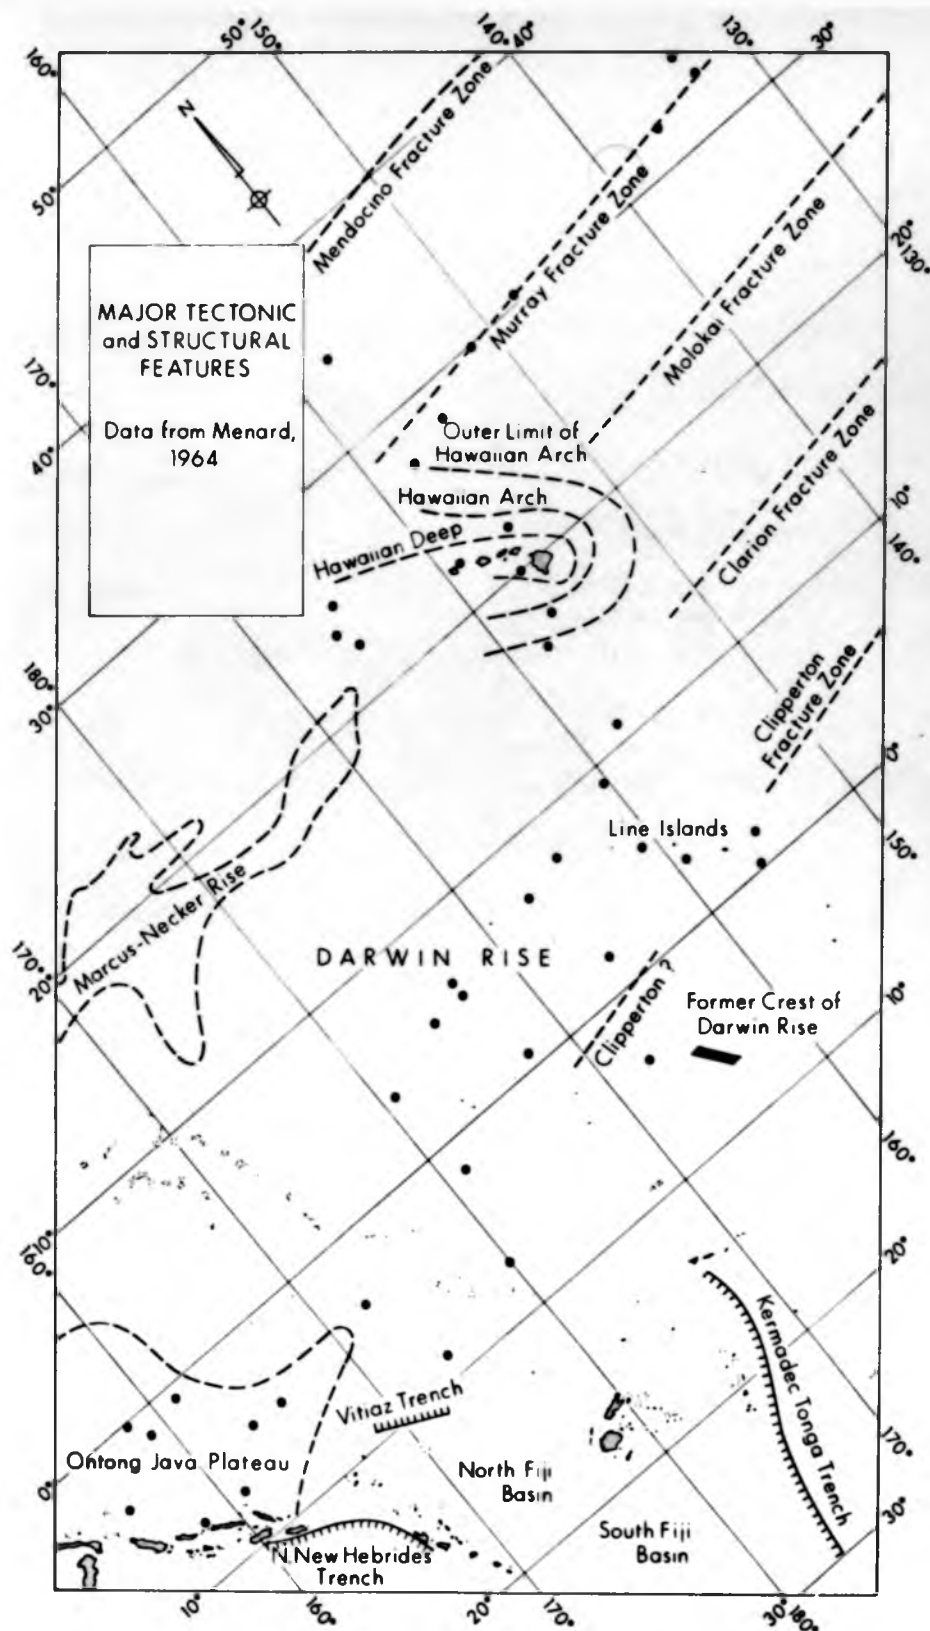 50° 150°
140° 40°
130°
30°
160°
N
Mendocino Fracture Zone
50°
Murray Fracture Zone
Molokai Fracture Zone
20°
130°
MAJOR TECTONIC
and STRUCTURAL
FEATURES
Data from Menard,
1964
170°
40°
Outer Limit of
Hawaiian Arch
Hawaiian Arch
Hawaiian Deep
Clarion Fracture Zone
10°
140°
180°
30°
Clipperton
Fracture Zone
0°
150°
Line Islands
Marcus-Necker Rise
170°
20°
DARWIN RISE
Clipperton ?
Former Crest of
Darwin Rise
10°
160°
10°
160°
20°
Kermadec Tonga Trench
Vitiaz Trench
Ontong Java Plateau
North Fiji
Basin
170°
0°
South Fiji
Basin
30°
N New Hebrides
Trench
10°
160°
20°
170°
30°
180°